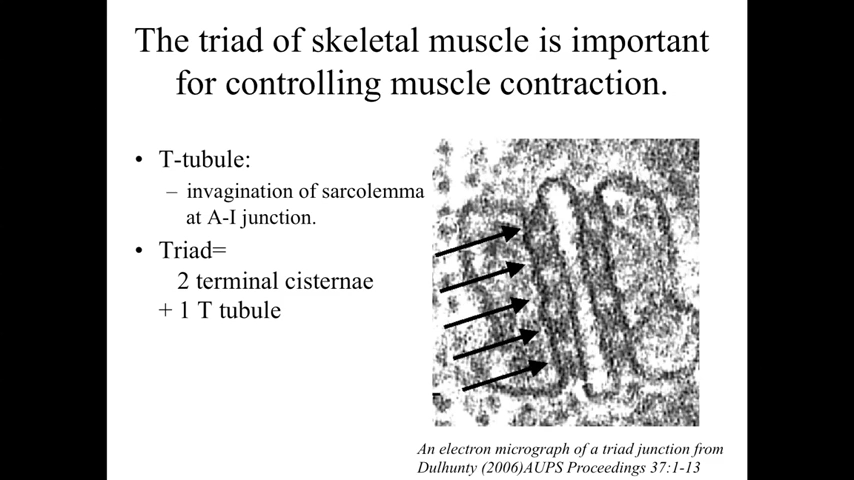 The triad of skeletal muscle is important
for controlling muscle contraction.
• T-tubule:
– invagination of sarcolemma
at A-I junction.
• Triad=
2 terminal cisternae
+ 1 T tubule
An electron micrograph of a triad junction from
Dulhunty (2006)AUPS Proceedings 37:1-13